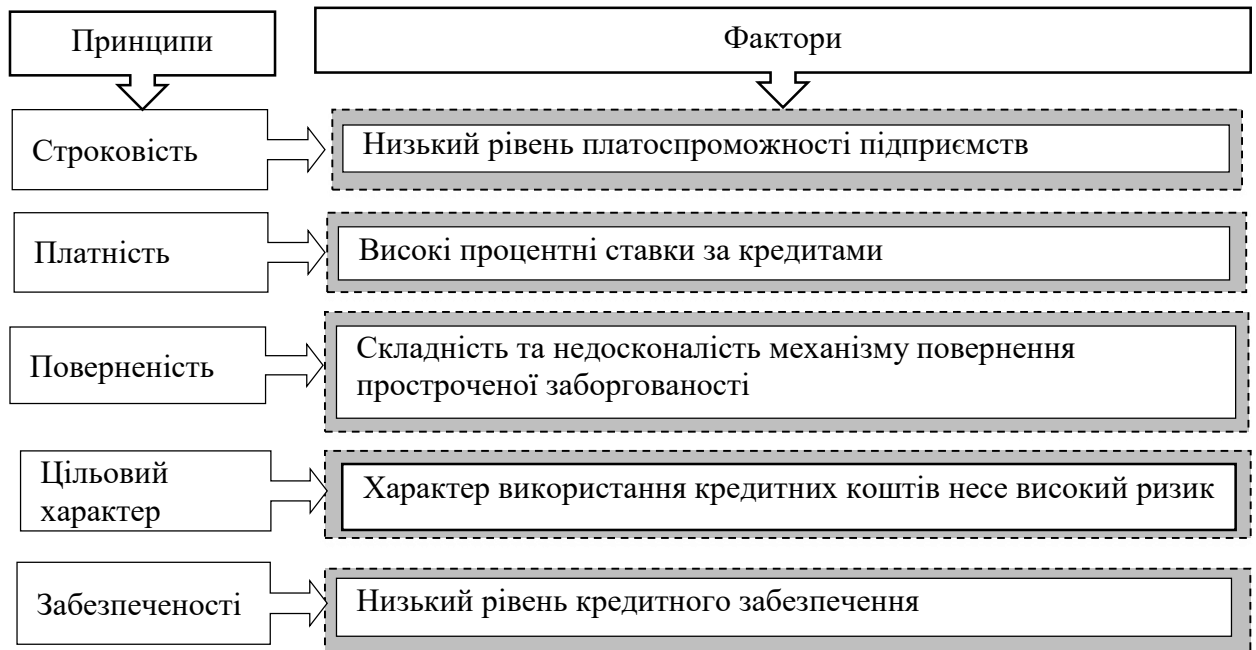 Принципи
Фактори
Строковість
Низький рівень платоспроможності підприємств
Платність
Високі процентні ставки за кредитами
Поверненість
Складність та недосконалість механізму повернення
простроченої заборгованості
Цільовий
характер
Характер використання кредитних коштів несе високий ризик
Забезпеченості
Низький рівень кредитного забезпечення